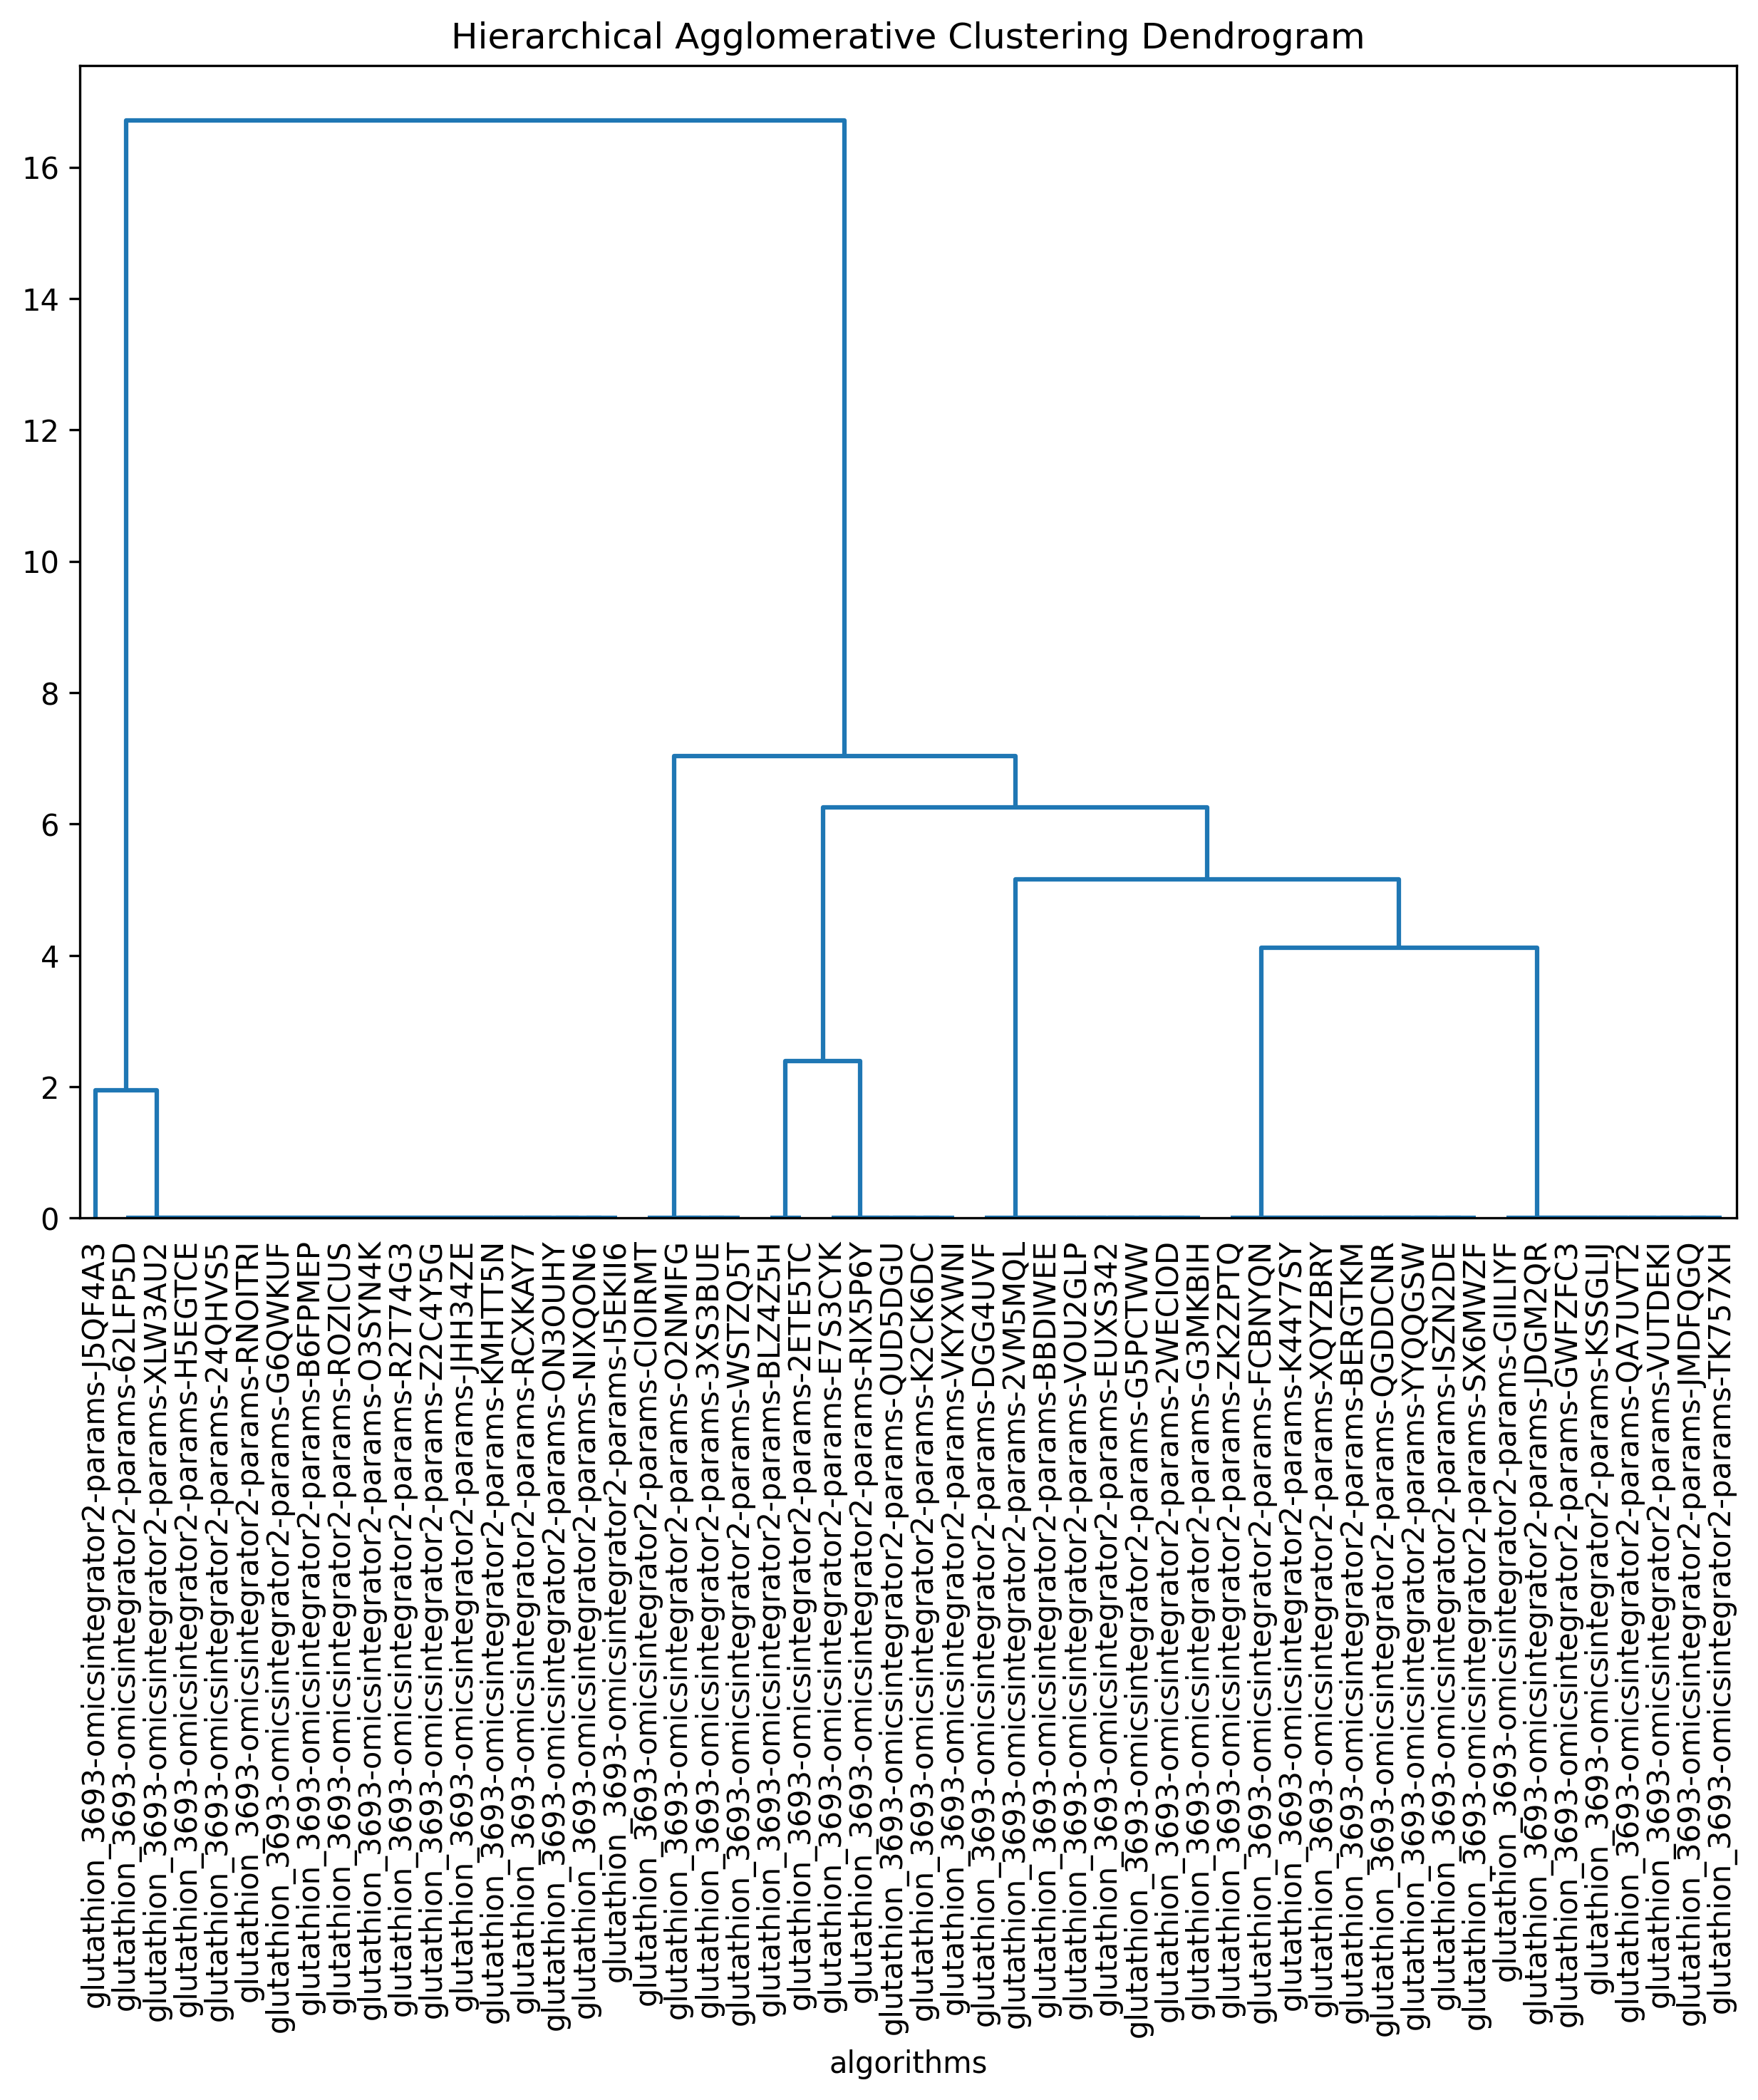 Hierarchical Agglomerative Clustering Dendrogram
16
14
12
10
8
6
4
2
0
glutathion_3693-omicsintegrator2-params-J5QF4A3
glutathion_3693-omicsintegrator2-params-62LFP5D
glutathion_3693-omicsintegrator2-params-XLW3AU2
glutathion_3693-omicsintegrator2-params-H5EGTCE
glutathion_3693-omicsintegrator2-params-24QHVS5
glutathion_3693-omicsintegrator2-params-RNOITRI
glutathion_3693-omicsintegrator2-params-G6QWKUF
glutathion_3693-omicsintegrator2-params-B6FPMEP
glutathion_3693-omicsintegrator2-params-ROZICUS
glutathion_3693-omicsintegrator2-params-O3SYN4K
glutathion_3693-omicsintegrator2-params-R2T74G3
glutathion_3693-omicsintegrator2-params-Z2C4Y5G
glutathion_3693-omicsintegrator2-params-JHH34ZE
glutathion_3693-omicsintegrator2-params-KMHTT5N
glutathion_3693-omicsintegrator2-params-RCXKAY7
glutathion_3693-omicsintegrator2-params-ON3OUHY
glutathion_3693-omicsintegrator2-params-NIXQON6
glutathion_3693-omicsintegrator2-params-I5EKII6
glutathion_3693-omicsintegrator2-params-CIOIRMT
glutathion_3693-omicsintegrator2-params-O2NMIFG
glutathion_3693-omicsintegrator2-params-3XS3BUE
glutathion_3693-omicsintegrator2-params-WSTZQ5T
glutathion_3693-omicsintegrator2-params-BLZ4Z5H
glutathion_3693-omicsintegrator2-params-2ETE5TC
glutathion_3693-omicsintegrator2-params-E7S3CYK
glutathion_3693-omicsintegrator2-params-RIX5P6Y
glutathion_3693-omicsintegrator2-params-QUD5DGU
glutathion_3693-omicsintegrator2-params-K2CK6DC
glutathion_3693-omicsintegrator2-params-VKYXWNI
glutathion_3693-omicsintegrator2-params-DGG4UVF
glutathion_3693-omicsintegrator2-params-2VM5MQL
glutathion_3693-omicsintegrator2-params-BBDIWEE
glutathion_3693-omicsintegrator2-params-VOU2GLP
glutathion_3693-omicsintegrator2-params-EUXS342
glutathion_3693-omicsintegrator2-params-G5PCTWW
glutathion_3693-omicsintegrator2-params-2WECIOD
glutathion_3693-omicsintegrator2-params-G3MKBIH
glutathion_3693-omicsintegrator2-params-ZK2ZPTQ
glutathion_3693-omicsintegrator2-params-FCBNYQN
glutathion_3693-omicsintegrator2-params-K44Y7SY
glutathion_3693-omicsintegrator2-params-XQYZBRY
glutathion_3693-omicsintegrator2-params-BERGTKM
glutathion_3693-omicsintegrator2-params-QGDDCNR
glutathion_3693-omicsintegrator2-params-YYQQGSW
glutathion_3693-omicsintegrator2-params-ISZN2DE
glutathion_3693-omicsintegrator2-params-SX6MWZF
glutathion_3693-omicsintegrator2-params-GIILIYF
glutathion_3693-omicsintegrator2-params-JDGM2QR
glutathion_3693-omicsintegrator2-params-GWFZFC3
glutathion_3693-omicsintegrator2-params-KSSGLIJ
glutathion_3693-omicsintegrator2-params-QA7UVT2
glutathion_3693-omicsintegrator2-params-VUTDEKI
glutathion_3693-omicsintegrator2-params-JMDFQGQ
glutathion_3693-omicsintegrator2-params-TK757XH
algorithms